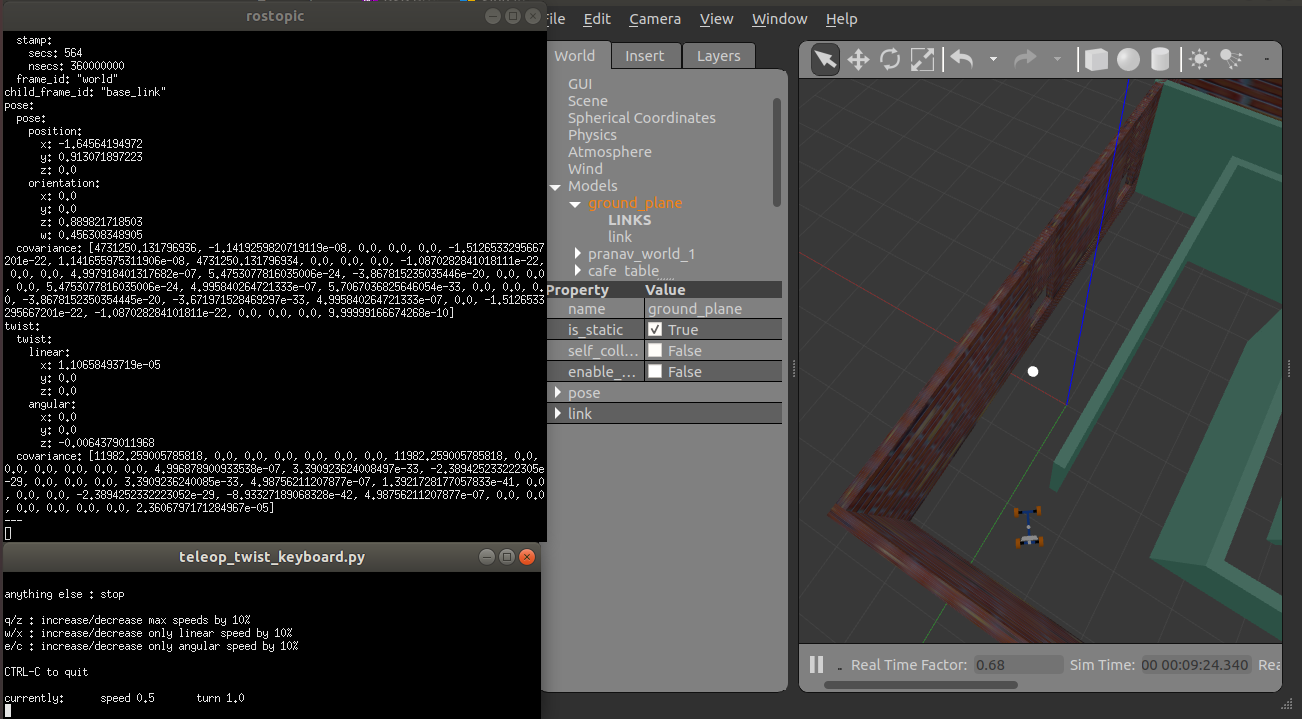 rostopic
stamp:
secs: 564
nsecs: 360000000
frame_id: "world"
child_frame_id: "base_link"
pose:
pose:
position:
x: -1.64564194972
y: 0.913071897223
z: 0.0
orientation:
x: 0.0
y: 0.0
z: 0.889821718503
w: 0.456308348905
covariance: [4731250.131796936, -1.1419259820719119e-08, 0.0, 0.0, 0.0, -1.5126533295667
201e-22, 1.141655975311906e-08, 4731250.131796934, 0.0, 0.0, 0.0, -1.0870282841018111e-22,
0.0, 0.0, 4.997918401317682e-07, 5.4753077816035006e-24, -3.867815235035446e-20, 0.0, 0.0
, 0.0, 5.4753077816035006e-24, 4.995840264721333e-07, 5.7067036825646054e-33, 0.0, 0.0, 0.
0, -3.8678152350354445e-20, -3.671971528469297e-33, 4.995840264721333e-07, 0.0, -1.5126533
295667201e-22, -1.087028284101811e-22, 0.0, 0.0, 0.0, 9.99999166674268e-10]
twist:
twist:
linear:
x: 1.10658493719e-05
y: 0.0
z: 0.0
angular:
x: 0.0
y: 0.0
z: -0.0064379011968
covariance: [11982.259005785818, 0.0, 0.0, 0.0, 0.0, 0.0, 0.0, 11982.259005785818, 0.0,
0.0, 0.0, 0.0, 0.0, 0.0, 4.996878900933538e-07, 3.390923624008497e-33, -2.389425233222305e
-29, 0.0, 0.0, 0.0, 3.3909236240085e-33, 4.98756211207877e-07, 1.3921728177057833e-41, 0.0
, 0.0, 0.0, -2.3894252332223052e-29, -8.93327189068328e-42, 4.98756211207877e-07, 0.0, 0.0
, 0.0, 0.0, 0.0, 0.0, 2.3606797171284967e-05]
---
teleop_twist_keyboard.py
anything else : stop
q/z : increase/decrease max speeds by 10%
w/x : increase/decrease only linear speed by 10%
e/c : increase/decrease only angular speed by 10%
CTRL-C to quit
currently: speed 0.5 turn 1.0
File Edit Camera View Window Help
World Insert Layers
GUI
Scene
Spherical Coordinates
Physics
Atmosphere
Wind
Models
ground_plane
LINKS
link
pranav_world_1
cafe_table
Property Value
name ground_plane
is_static True
self_coll... False
enable_... False
pose
link
Real Time Factor: 0.68 Sim Time: 00 00:09:24.340 Rea